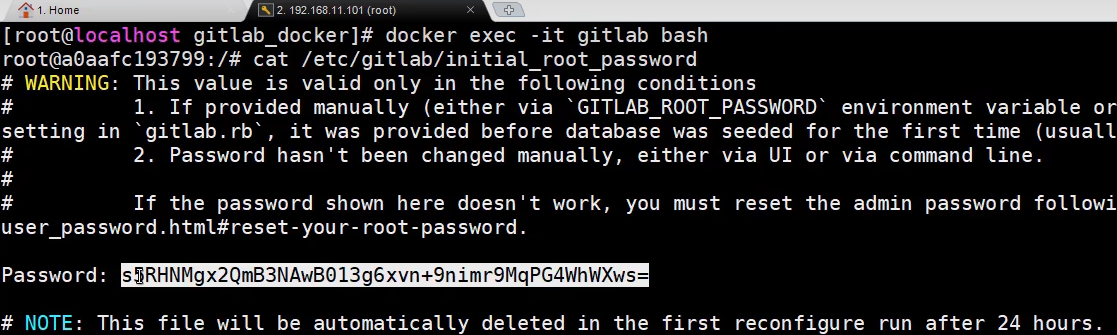 1. Home
2. 192.168.11.101 (root)
[root@localhost gitlab_docker]# docker exec -it gitlab bash
root@a0aafc193799:/# cat /etc/gitlab/initial_root_password
# WARNING: This value is valid only in the following conditions
#          1. If provided manually (either via `GITLAB_ROOT_PASSWORD` environment variable or
setting in `gitlab.rb`, it was provided before database was seeded for the first time (usuall
#          2. Password hasn't been changed manually, either via UI or via command line.
#
#          If the password shown here doesn't work, you must reset the admin password followi
user_password.html#reset-your-root-password.
Password: s5RHNMgx2QmB3NAwB013g6xvn+9nimr9MqPG4WhWXws=
# NOTE: This file will be automatically deleted in the first reconfigure run after 24 hours.